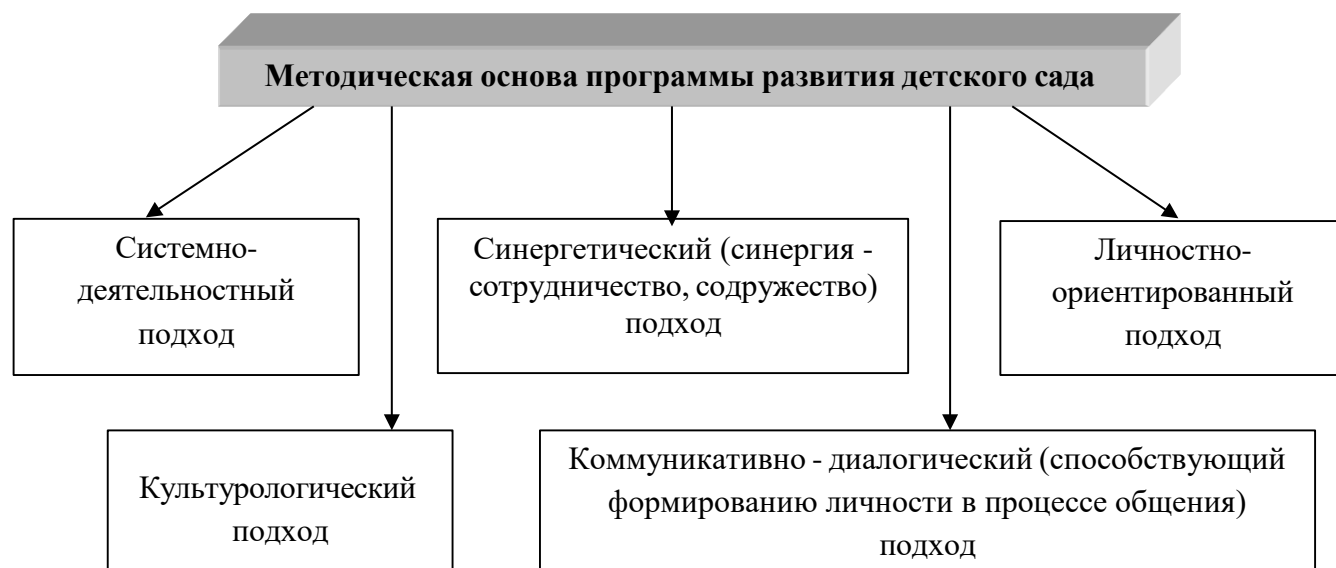 Методическая основа программы развития детского сада
Системно-
деятельностный
подход
Синергетический (синергия -
сотрудничество, содружество)
подход
Личностно-
ориентированный
подход
Культурологический
подход
Коммуникативно - диалогический (способствующий
формированию личности в процессе общения)
подход